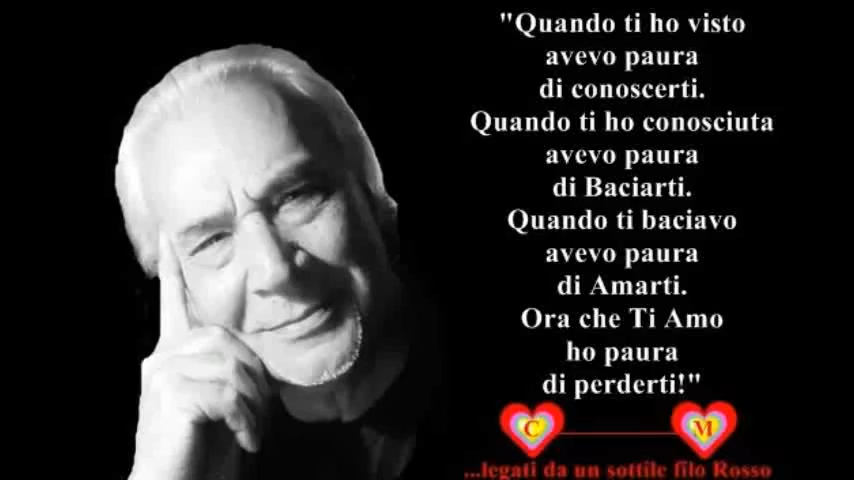 "Quando ti ho visto
avevo paura
di conoscerti.
Quando ti ho conosciuta
avevo paura
di Baciarti.
Quando ti baciavo
avevo paura
di Amarti.
Ora che Ti Amo
ho paura
di perderti!"
C M
...legati da un sottile filo Rosso